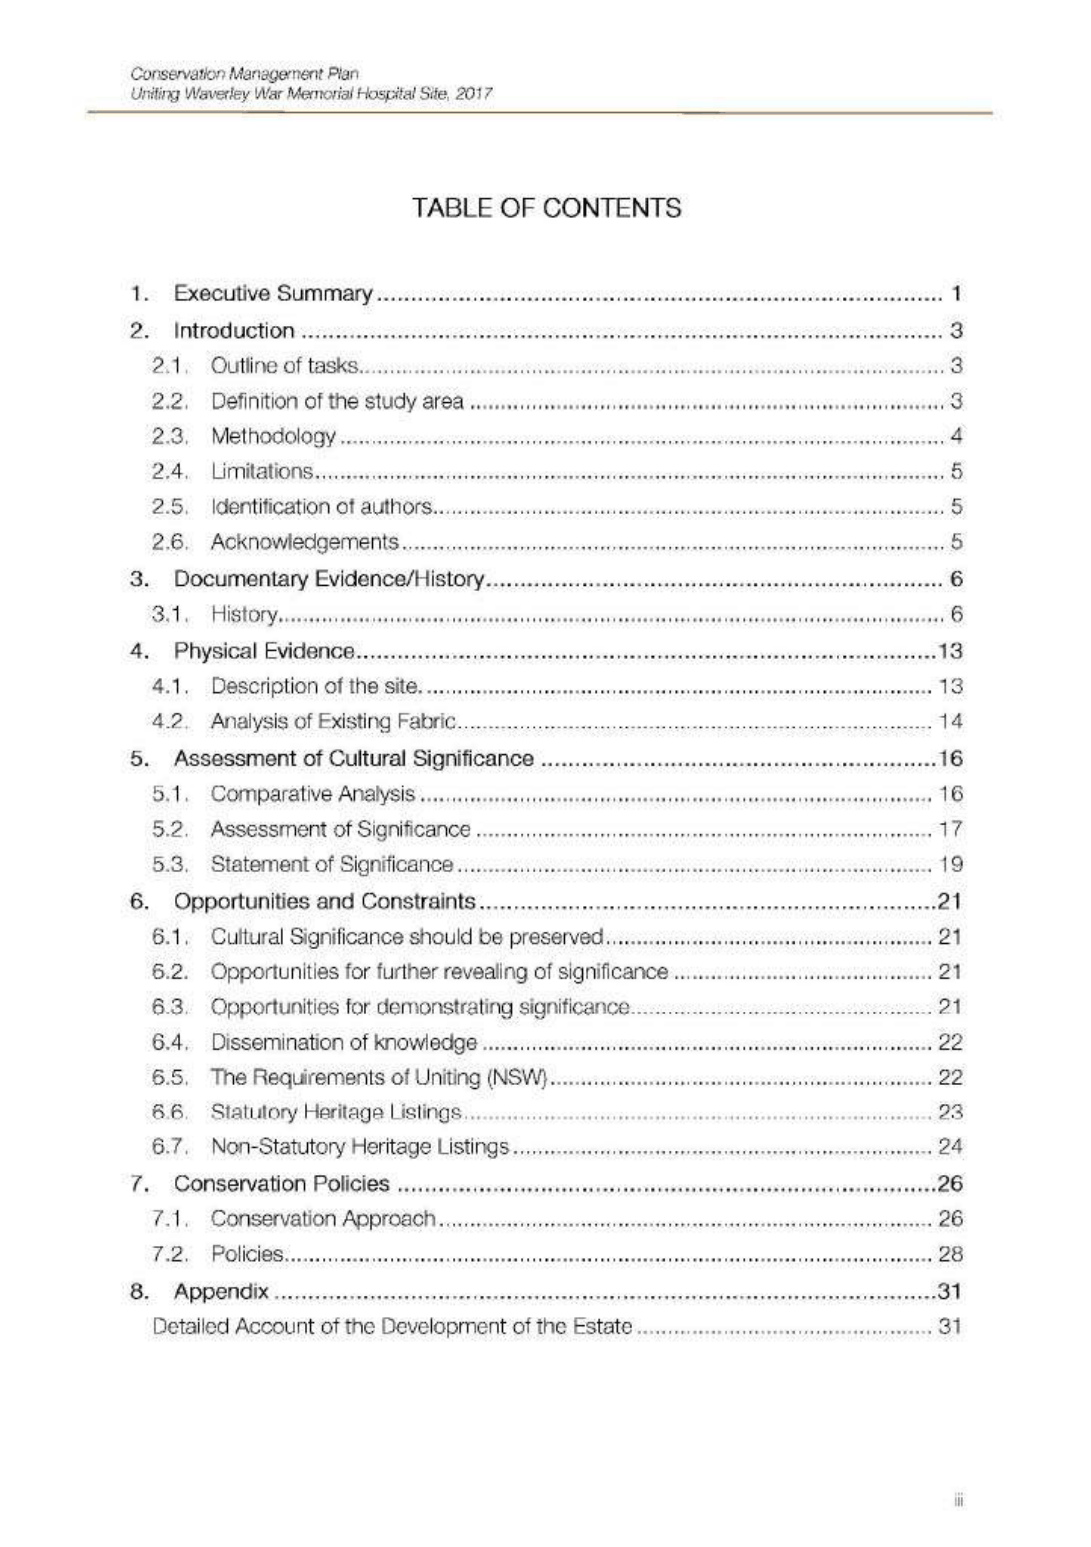 Conservation Management Plan
Uniting Waverley War Memorial Hospital Site, 2017
TABLE OF CONTENTS
1. Executive Summary ........ 1
2. Introduction ........ 3
2.1. Outline of tasks ........ 3
2.2. Definition of the study area ........ 3
2.3. Methodology ........ 4
2.4. Limitations ........ 5
2.5. Identification of authors ........ 5
2.6. Acknowledgements ........ 5
3. Documentary Evidence/History ........ 6
3.1. History ........ 6
4. Physical Evidence ........ 13
4.1. Description of the site. ........ 13
4.2. Analysis of Existing Fabric ........ 14
5. Assessment of Cultural Significance ........ 16
5.1. Comparative Analysis ........ 16
5.2. Assessment of Significance ........ 17
5.3. Statement of Significance ........ 19
6. Opportunities and Constraints ........ 21
6.1. Cultural Significance should be preserved ........ 21
6.2. Opportunities for further revealing of significance ........ 21
6.3. Opportunities for demonstrating significance ........ 21
6.4. Dissemination of knowledge ........ 22
6.5. The Requirements of Uniting (NSW) ........ 22
6.6. Statutory Heritage Listings ........ 23
6.7. Non-Statutory Heritage Listings ........ 24
7. Conservation Policies ........ 26
7.1. Conservation Approach ........ 26
7.2. Policies ........ 28
8. Appendix ........ 31
Detailed Account of the Development of the Estate ........ 31
iii